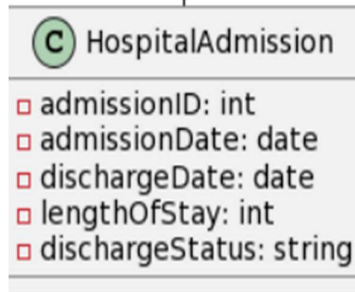 C HospitalAdmission
admissionID: int
admissionDate: date
dischargeDate: date
lengthOfStay: int
dischargeStatus: string